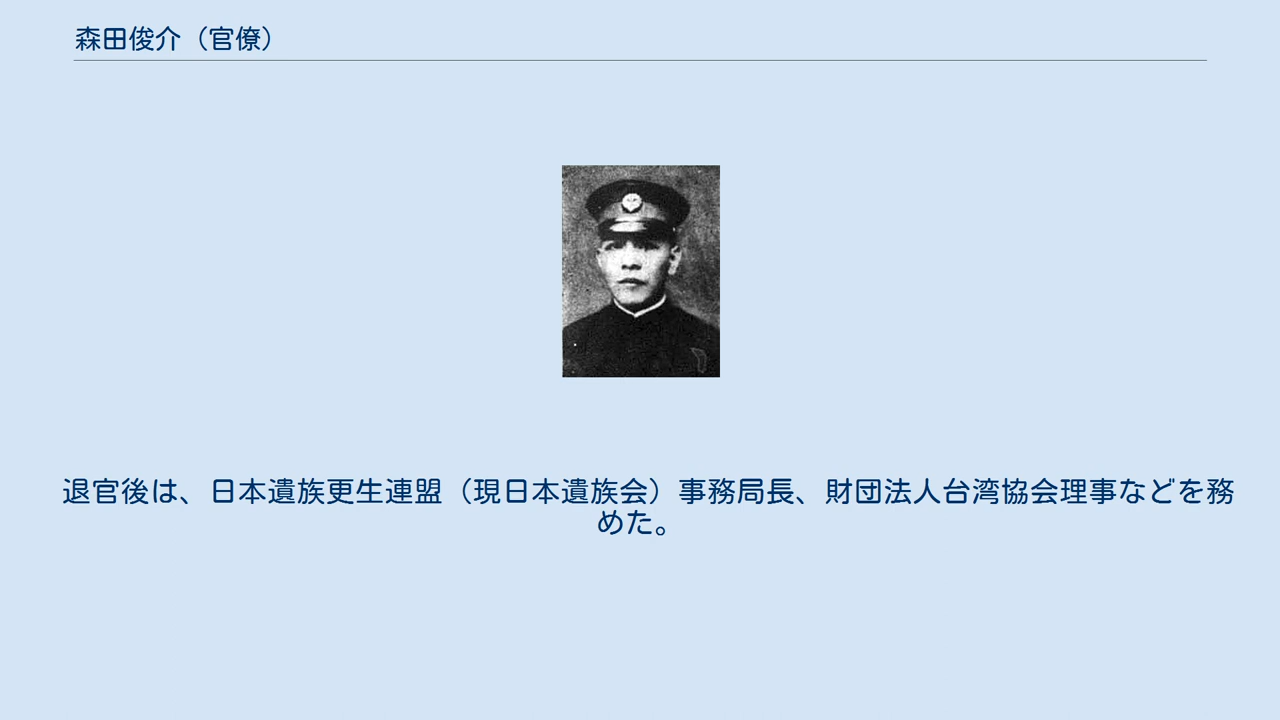 森田俊介（官僚）
退官後は、日本遺族更生連盟（現日本遺族会）事務局長、財団法人台湾協会理事などを務
めた。